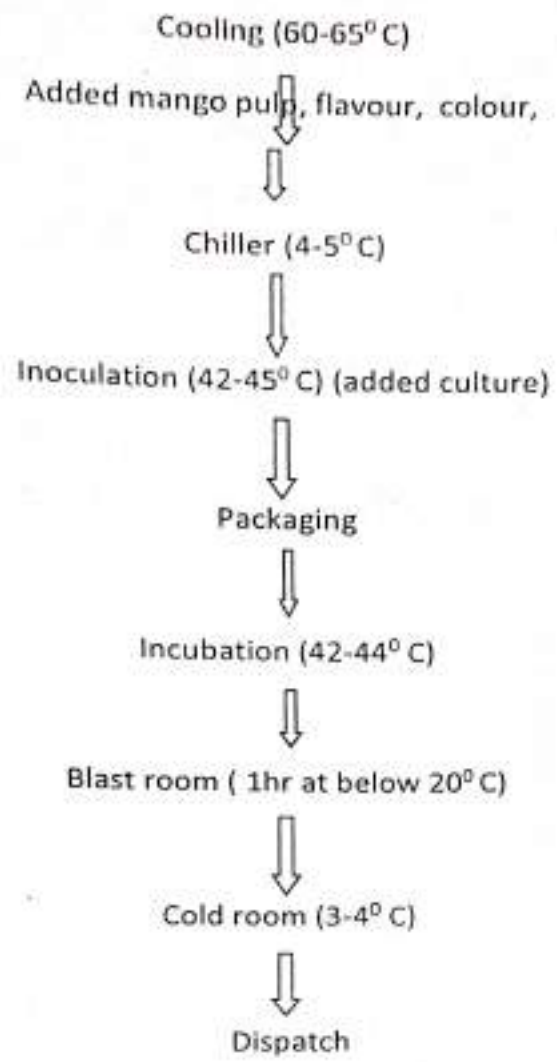 Cooling (60-65⁰ C)
Added mango pulp, flavour, colour,
Chiller (4-5⁰ C)
Inoculation (42-45⁰ C) (added culture)
Packaging
Incubation (42-44⁰ C)
Blast room ( 1hr at below 20⁰ C)
Cold room (3-4⁰ C)
Dispatch